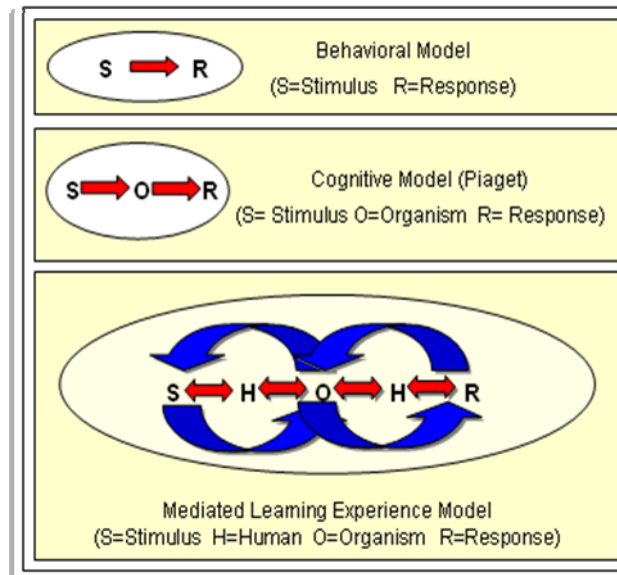 S R
Behavioral Model
(S=Stimulus R=Response)
S O R
Cognitive Model (Piaget)
(S= Stimulus O=Organism R= Response)
S H O H R
Mediated Learning Experience Model
(S=Stimulus H=Human O=Organism R=Response)